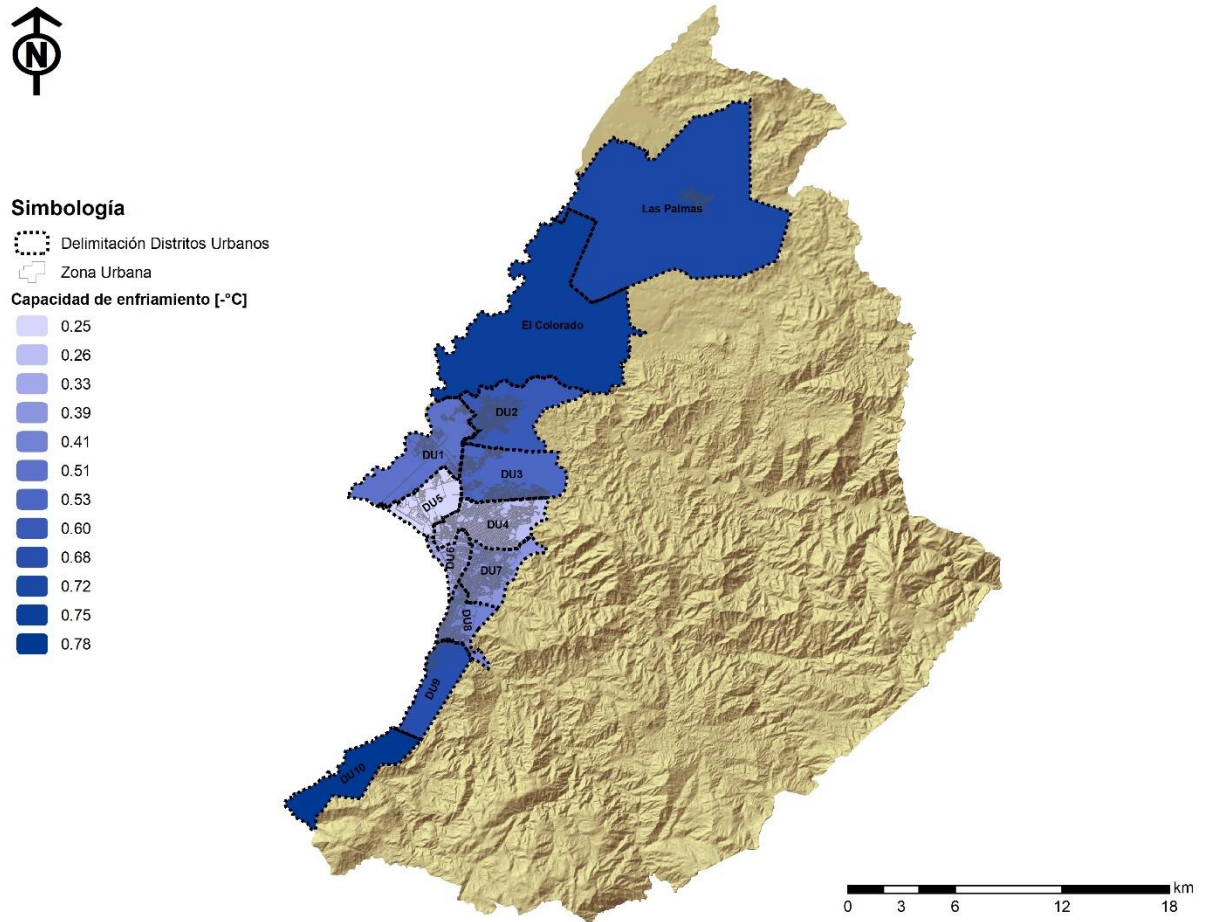 N
Simbología
Delimitación Distritos Urbanos
Zona Urbana
Capacidad de enfriamiento [-°C]
0.25
0.26
0.33
0.39
0.41
0.51
0.53
0.60
0.68
0.72
0.75
0.78
Las Palmas
El Colorado
DU2
DU1
DU3
DU5
DU4
DU6
DU7
DU8
DU9
DU10
km
0 3 6 12 18